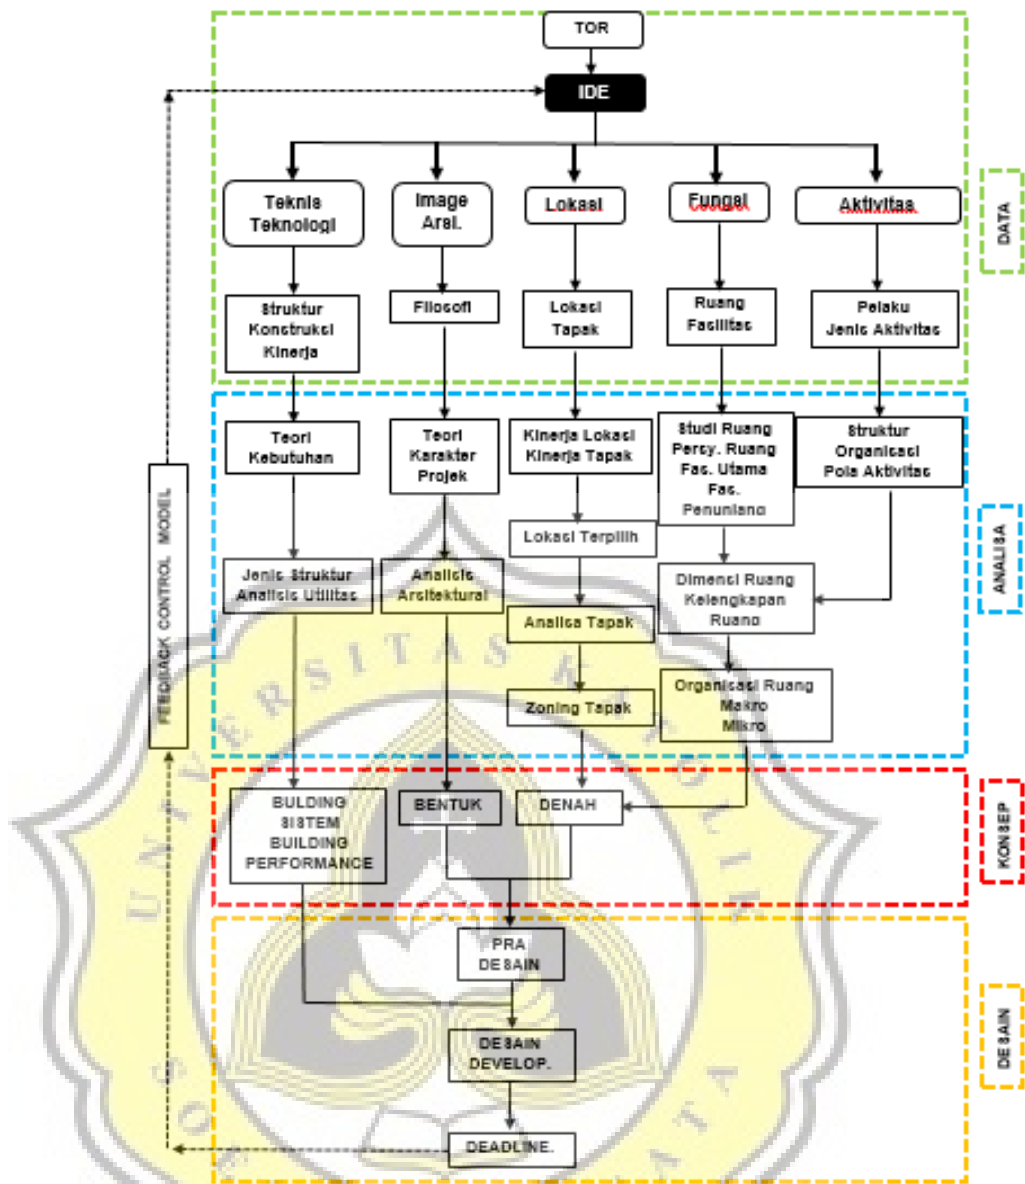 TOR
IDE
Teknis
Teknologi
Image
Arsi.
Lokasi
Fungsi
Aktivitas
DATA
Struktur
Konstruksi
Kinerja
Filosofi
Lokasi
Tapak
Ruang
Fasilitas
Pelaku
Jenis Aktivitas
Teori
Kebutuhan
Teori
Karakter
Projek
Kinerja Lokasi
Kinerja Tapak
Studi Ruang
Persy. Ruang
Fas. Utama
Fas.
Penunjang
Struktur
Organisasi
Pola Aktivitas
FEEDBACK CONTROL MODEL
ANALISA
Lokasi Terpilih
Jenis Struktur
Analisis Utilitas
Analisis
Arsitektural
Dimensi Ruang
Kelengkapan
Ruang
Analisa Tapak
Zoning Tapak
Organisasi Ruang
Makro
Mikro
BULDING
SISTEM
BUILDING
PERFORMANCE
BENTUK
DENAH
KONSEP
PRA
DESAIN
DESAIN
DEVELOP.
DESAIN
DEADLINE.
UNIVERSITAS KATOLIK